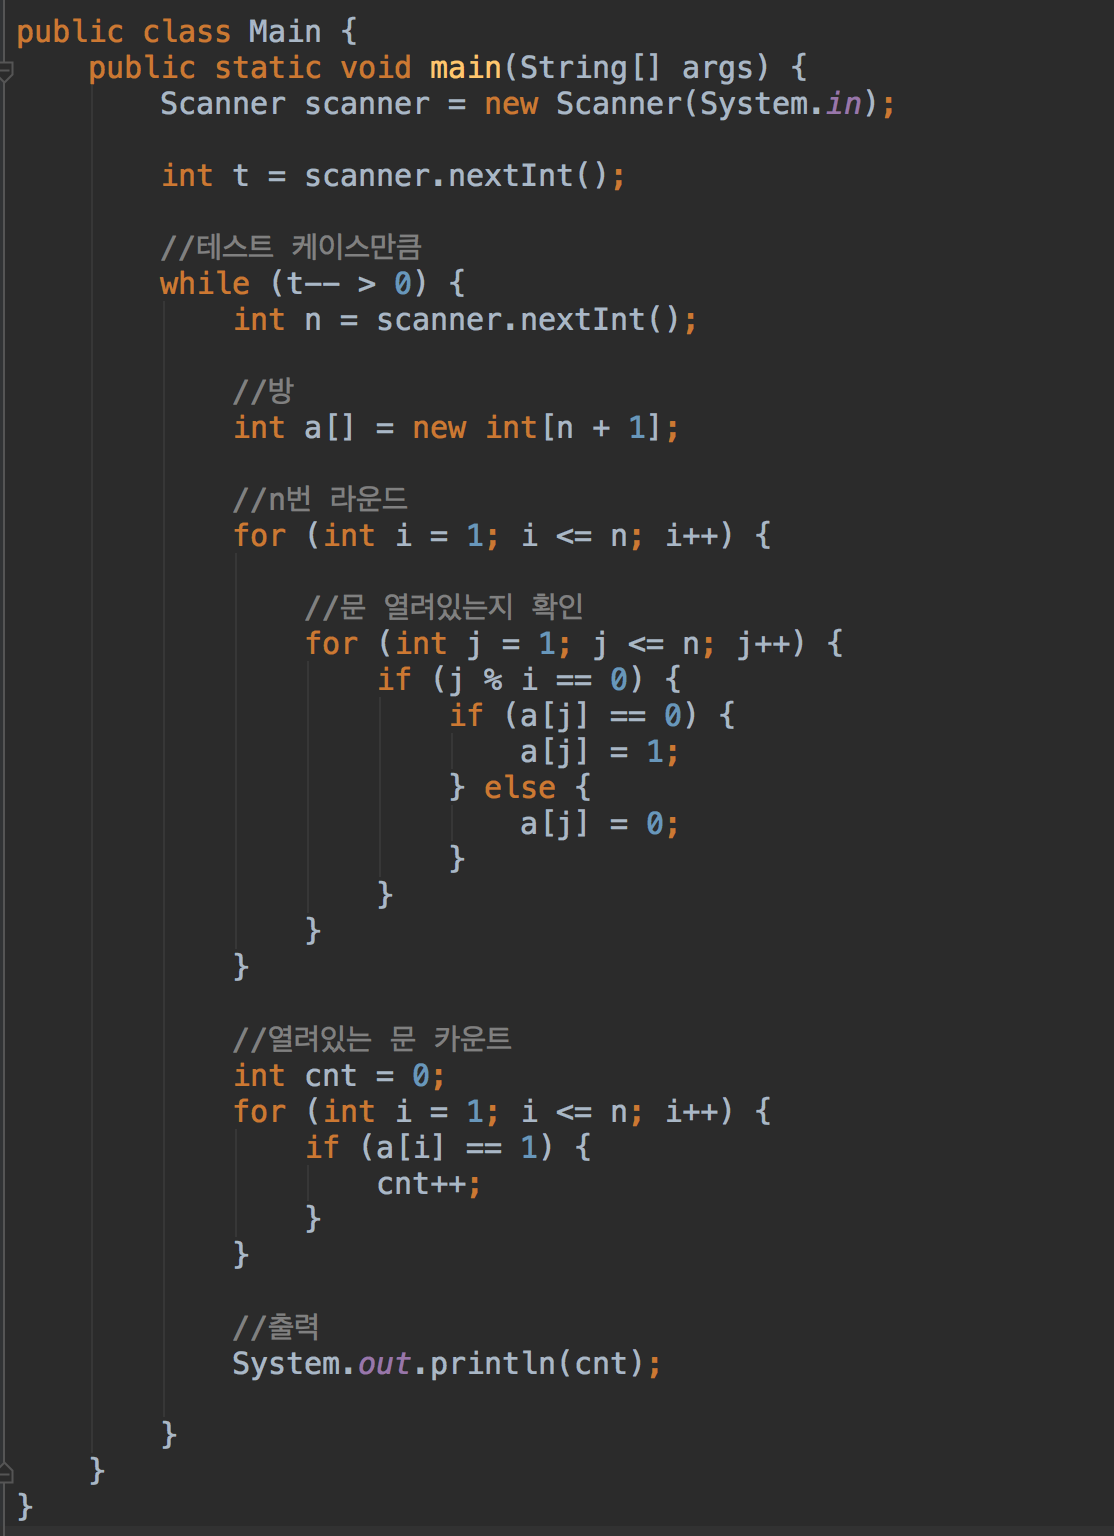 public class Main {
    public static void main(String[] args) {
        Scanner scanner = new Scanner(System.in);

        int t = scanner.nextInt();

        //테스트 케이스만큼
        while (t-- > 0) {
            int n = scanner.nextInt();

            //방
            int a[] = new int[n + 1];

            //n번 라운드
            for (int i = 1; i <= n; i++) {

                //문 열려있는지 확인
                for (int j = 1; j <= n; j++) {
                    if (j % i == 0) {
                        if (a[j] == 0) {
                            a[j] = 1;
                        } else {
                            a[j] = 0;
                        }
                    }
                }
            }

            //열려있는 문 카운트
            int cnt = 0;
            for (int i = 1; i <= n; i++) {
                if (a[i] == 1) {
                    cnt++;
                }
            }

            //출력
            System.out.println(cnt);

        }
    }
}